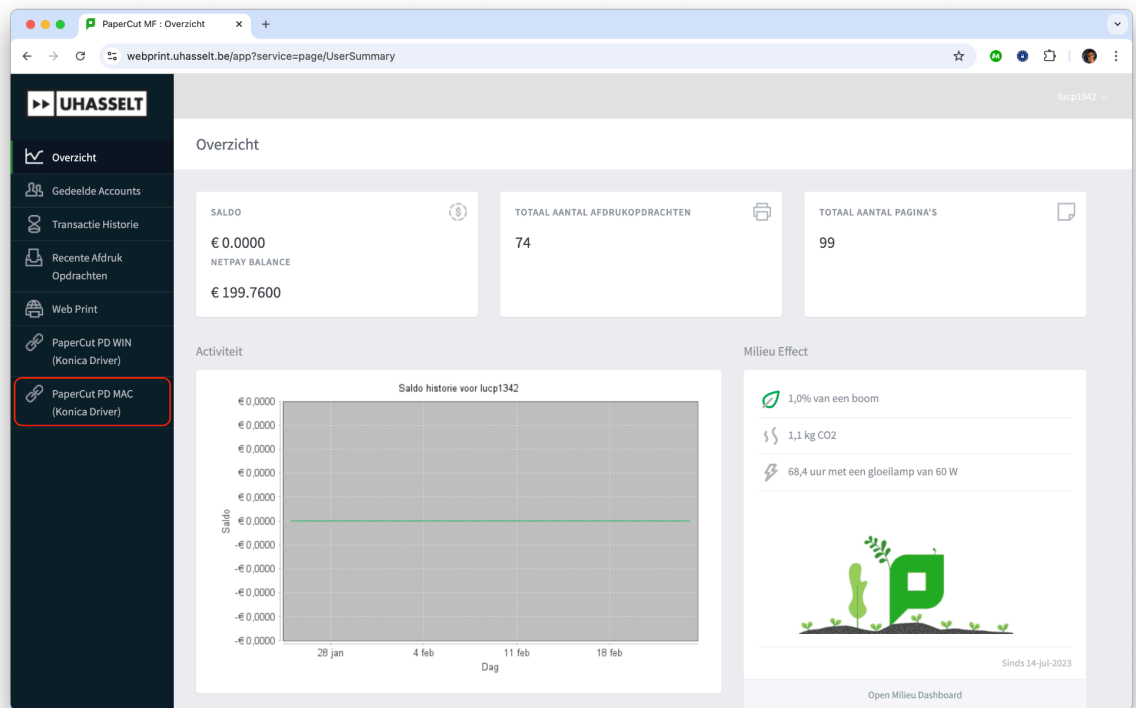 PaperCut MF : Overzicht
webprint.uhasselt.be/app?service=page/UserSummary
UHASSELT
lucp1342
Overzicht
Gedeelde Accounts
Transactie Historie
Recente Afdruk
Opdrachten
Web Print
PaperCut PD WIN
(Konica Driver)
PaperCut PD MAC
(Konica Driver)
Overzicht
SALDO
€ 0.0000
NETPAY BALANCE
€ 199.7600
TOTAAL AANTAL AFDRUKOPDRACHTEN
74
TOTAAL AANTAL PAGINA'S
99
Activiteit
Saldo historie voor lucp1342
€ 0,0000
€ 0,0000
€ 0,0000
€ 0,0000
€ 0,0000
€ 0,0000
-€ 0,0000
-€ 0,0000
-€ 0,0000
-€ 0,0000
-€ 0,0000
Saldo
28 jan
4 feb
11 feb
18 feb
Dag
Milieu Effect
1,0% van een boom
1,1 kg CO2
68,4 uur met een gloeilamp van 60 W
Sinds 14-jul-2023
Open Milieu Dashboard